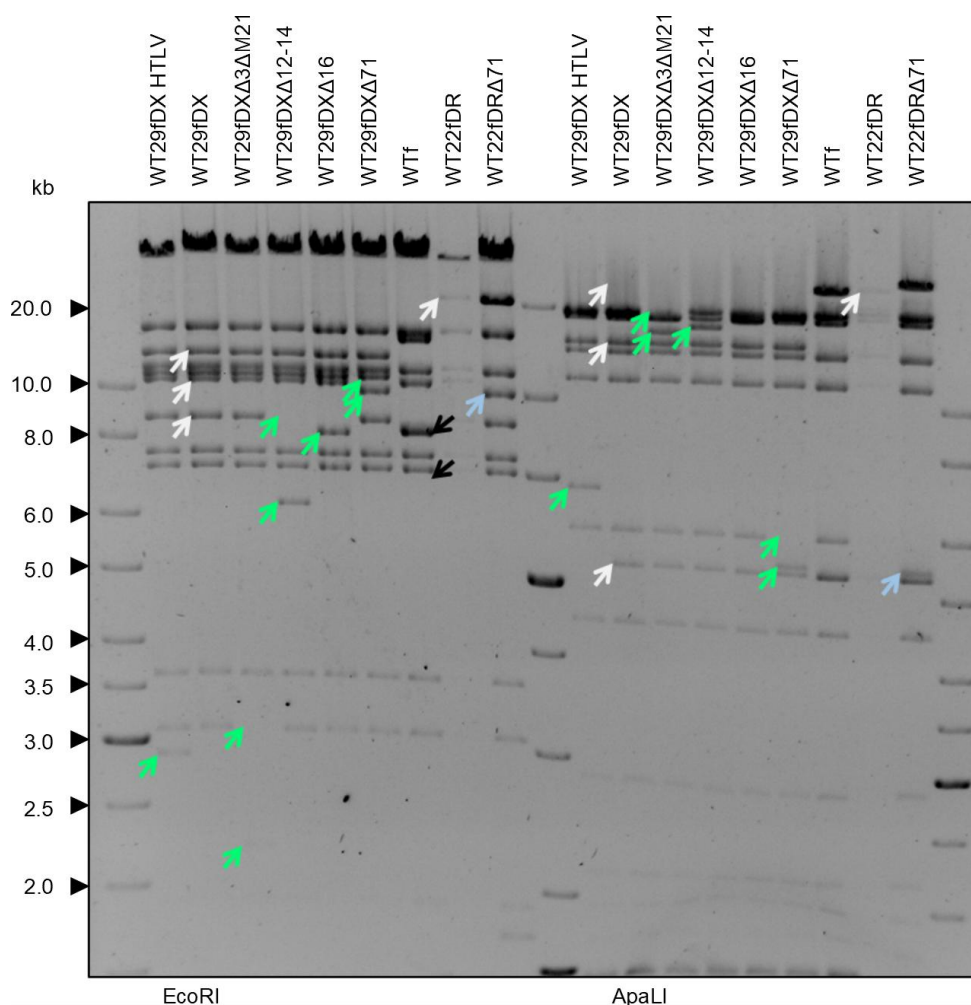 WT29fDX HTLV
WT29fDX
WT29fDXΔ3ΔM21
WT29fDXΔ12-14
WT29fDXΔ16
WT29fDXΔ71
WTf
WT22fDR
WT22fDRΔ71
WT29fDX HTLV
WT29fDX
WT29fDXΔ3ΔM21
WT29fDXΔ12-14
WT29fDXΔ16
WT29fDXΔ71
WTf
WT22fDR
WT22fDRΔ71
kb
20.0
10.0
8.0
6.0
5.0
4.0
3.5
3.0
2.5
2.0
EcoRI
ApaLI